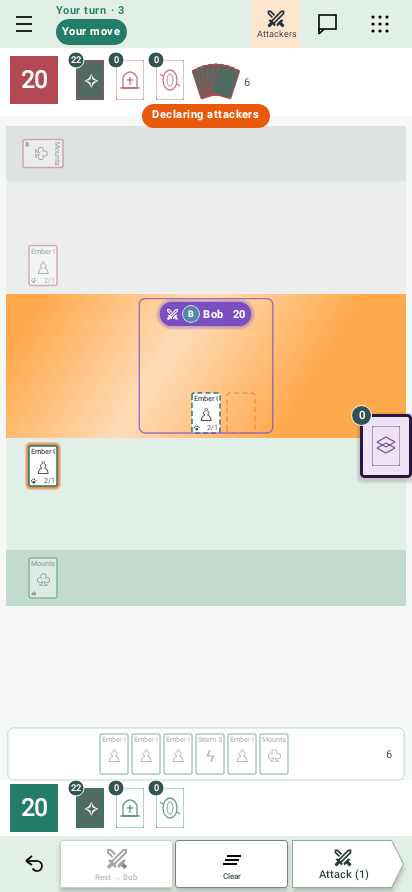 Your turn · 3
Your move
Attackers
20
22
0
0
6
Declaring attackers
Mounta
Ember (
2/1
B Bob 20
Ember (
2/1
0
Ember (
2/1
Mounta
Ember (
Ember (
Ember (
Storm S
Ember (
Mounta
6
20
22
0
0
Rest → Bob
Clear
Attack (1)